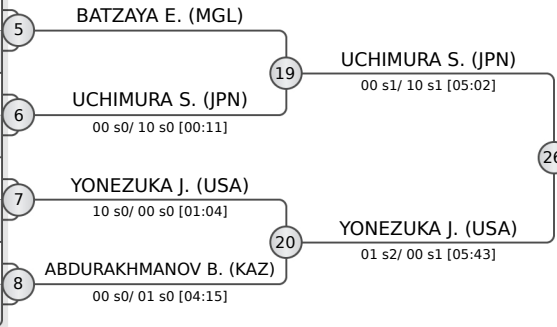 BATZAYA E. (MGL)
5
UCHIMURA S. (JPN)
19
00 s1/ 10 s1 [05:02]
UCHIMURA S. (JPN)
6
00 s0/ 10 s0 [00:11]
26
YONEZUKA J. (USA)
7
10 s0/ 00 s0 [01:04]
YONEZUKA J. (USA)
20
01 s2/ 00 s1 [05:43]
ABDURAKHMANOV B. (KAZ)
8
00 s0/ 01 s0 [04:15]